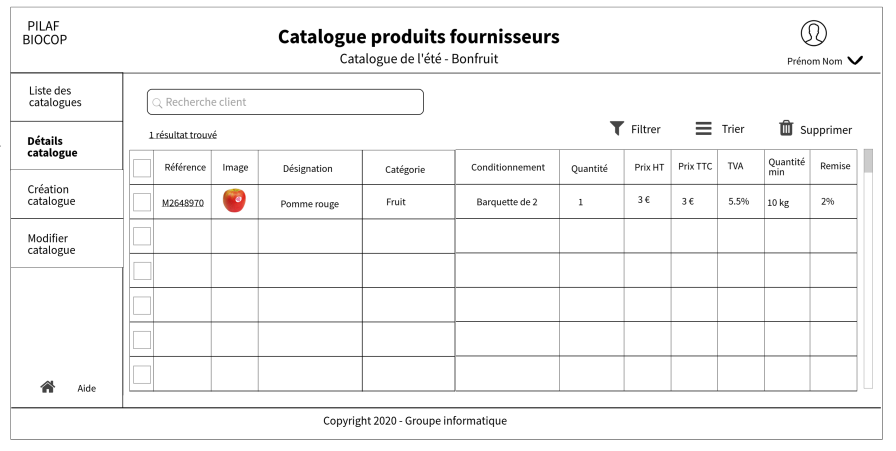 PILAF
BIOCOP
Catalogue produits fournisseurs
Catalogue de l'été - Bonfruit
Prénom Nom
Liste des
catalogues
Détails
catalogue
Création
catalogue
Modifier
catalogue
Aide
Recherche client
1 résultat trouvé
Filtrer
Trier
Supprimer
Référence Image Désignation Catégorie Conditionnement Quantité Prix HT Prix TTC TVA Quantité min Remise
M2648970 Pomme rouge Fruit Barquette de 2 1 3 € 3 € 5.5% 10 kg 2%
Copyright 2020 - Groupe informatique